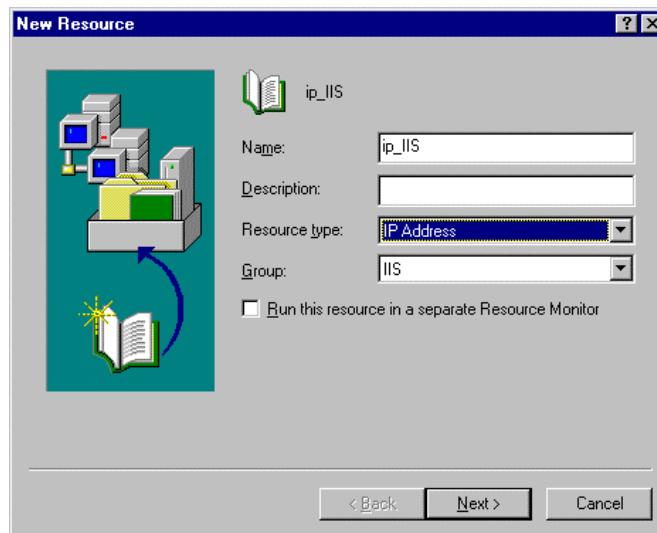 New Resource
ip_IIS
Name: ip_IIS
Description:
Resource type: IP Address
Group: IIS
Run this resource in a separate Resource Monitor
< Back Next > Cancel